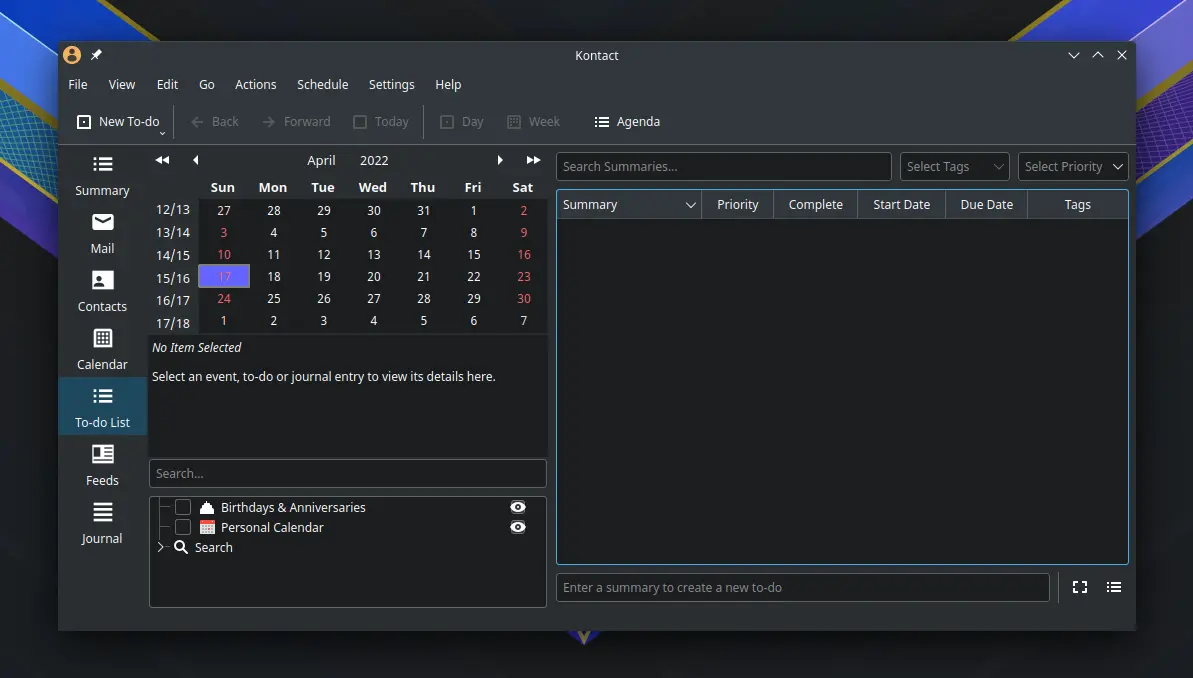 Kontact
File View Edit Go Actions Schedule Settings Help
New To-do Back Forward Today Day Week Agenda
Summary
Mail
Contacts
Calendar
To-do List
Feeds
Journal
April 2022
Sun Mon Tue Wed Thu Fri Sat
12/13 27 28 29 30 31 1 2
13/14 3 4 5 6 7 8 9
14/15 10 11 12 13 14 15 16
15/16 17 18 19 20 21 22 23
16/17 24 25 26 27 28 29 30
17/18 1 2 3 4 5 6 7
No Item Selected
Select an event, to-do or journal entry to view its details here.
Search...
Birthdays & Anniversaries
Personal Calendar
Search
Search Summaries... Select Tags Select Priority
Summary Priority Complete Start Date Due Date Tags
Enter a summary to create a new to-do